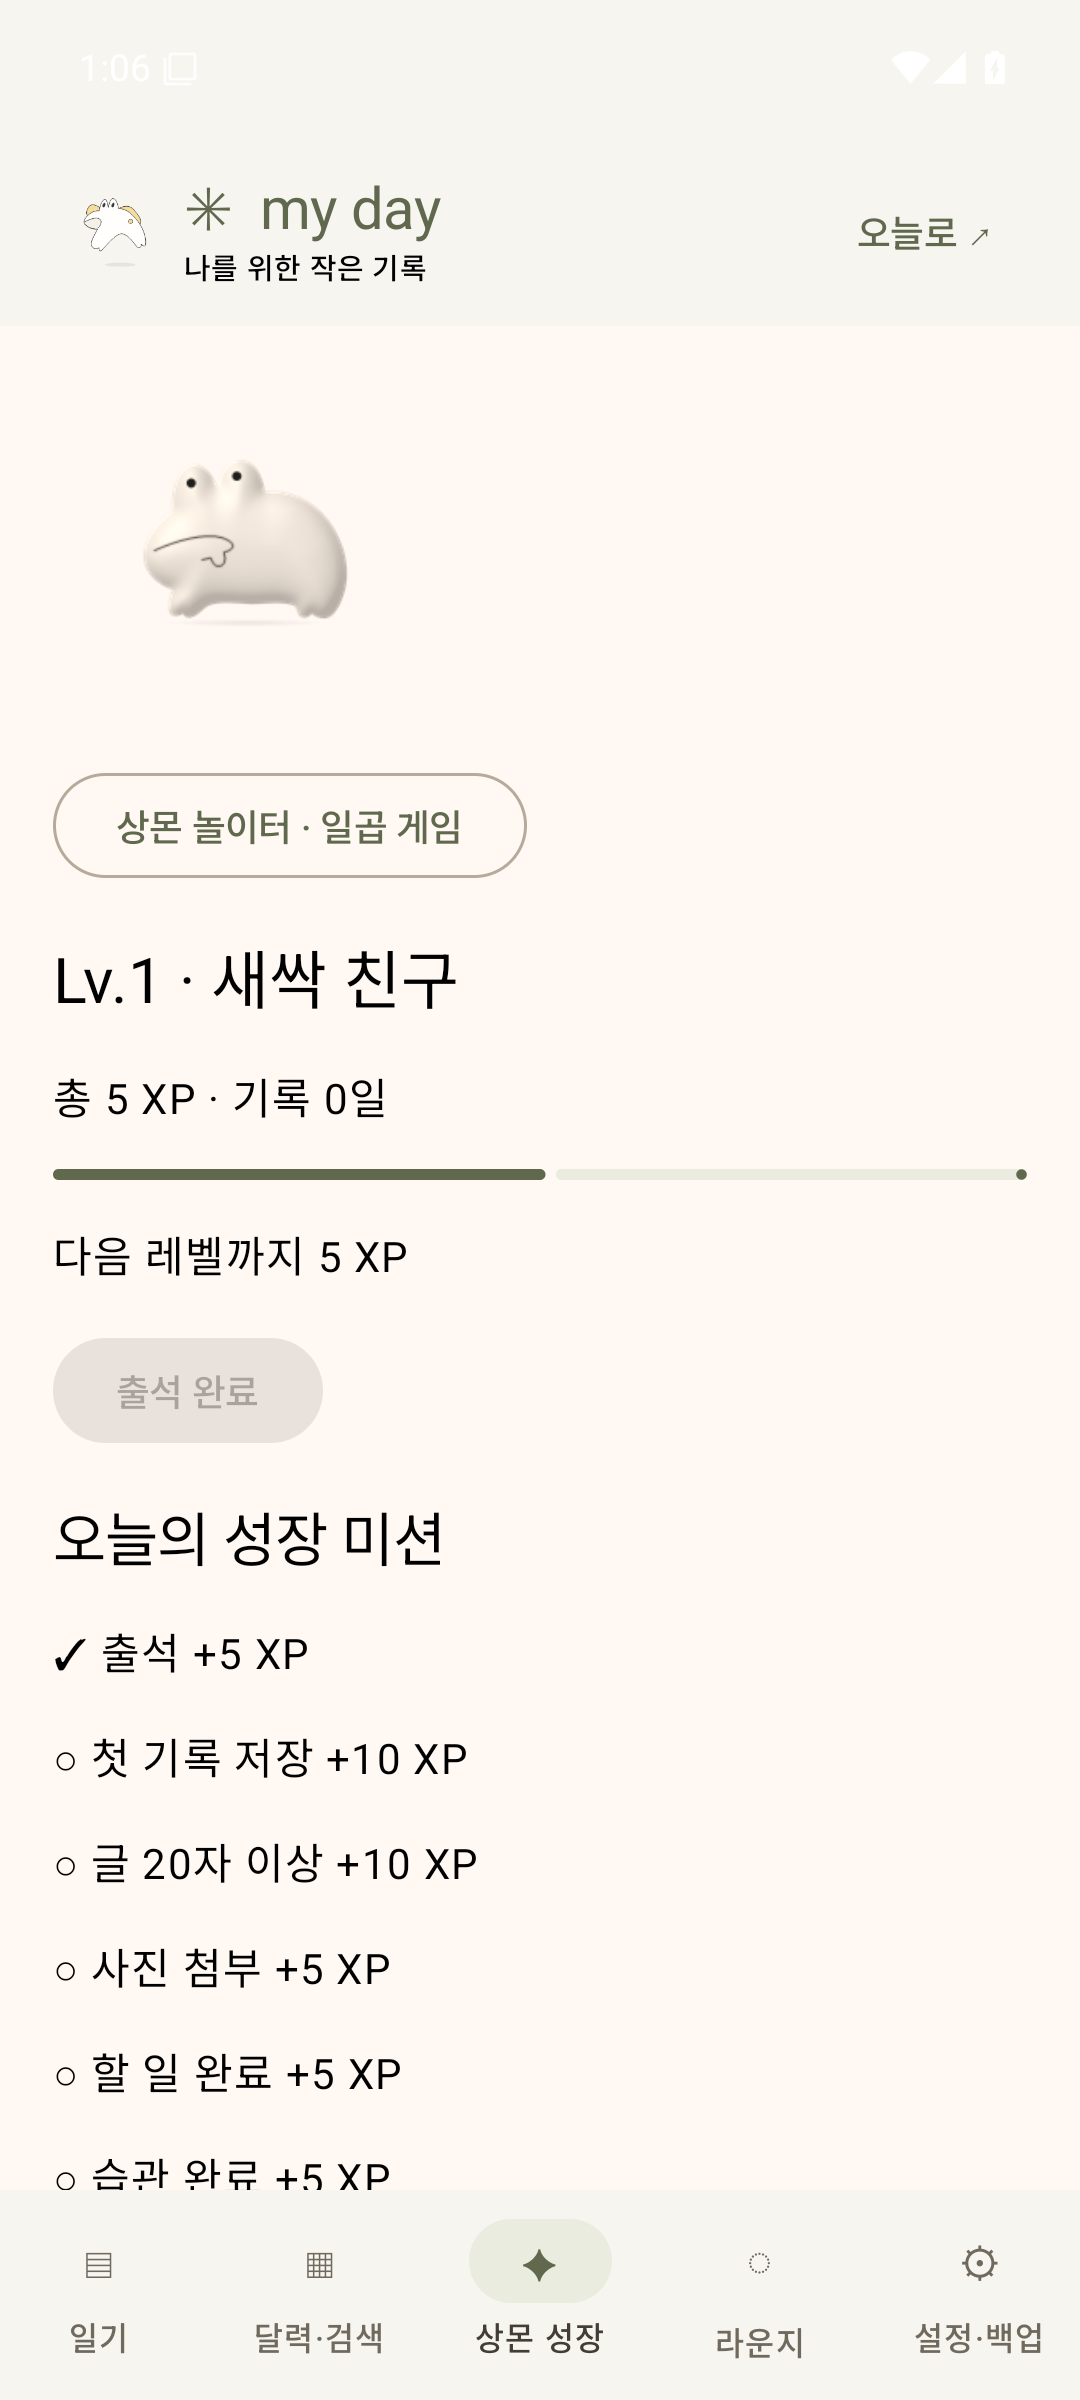 1:06
✳ my day
나를 위한 작은 기록
오늘로 ↗
상몬 놀이터 · 일곱 게임
Lv.1 · 새싹 친구
총 5 XP · 기록 0일
다음 레벨까지 5 XP
출석 완료
오늘의 성장 미션
✓ 출석 +5 XP
○ 첫 기록 저장 +10 XP
○ 글 20자 이상 +10 XP
○ 사진 첨부 +5 XP
○ 할 일 완료 +5 XP
○ 습관 완료 +5 XP
일기
달력·검색
상몬 성장
라운지
설정·백업